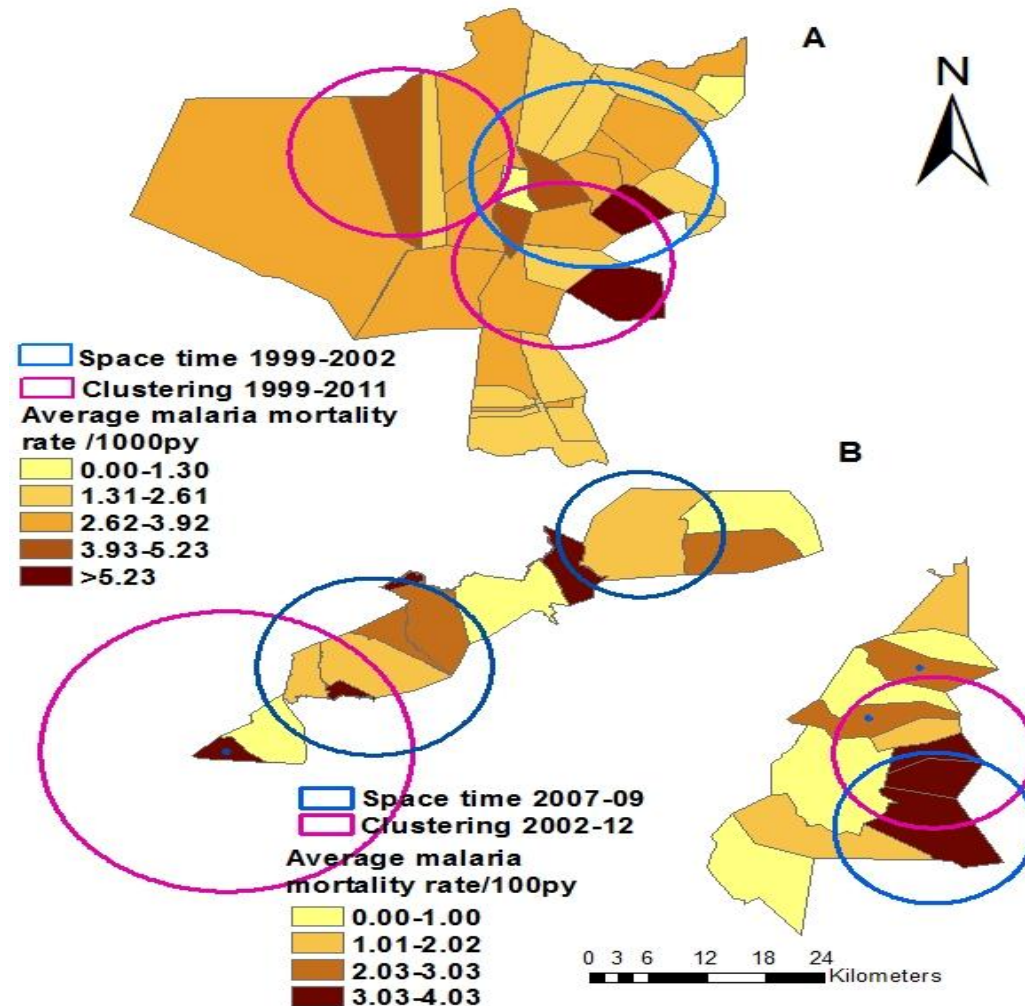 A
N
Space time 1999-2002
Clustering 1999-2011
Average malaria mortality
rate /1000py
0.00-1.30
1.31-2.61
2.62-3.92
3.93-5.23
>5.23
B
Space time 2007-09
Clustering 2002-12
Average malaria
mortality rate/100py
0.00-1.00
1.01-2.02
2.03-3.03
3.03-4.03
0 3 6 12 18 24
Kilometers